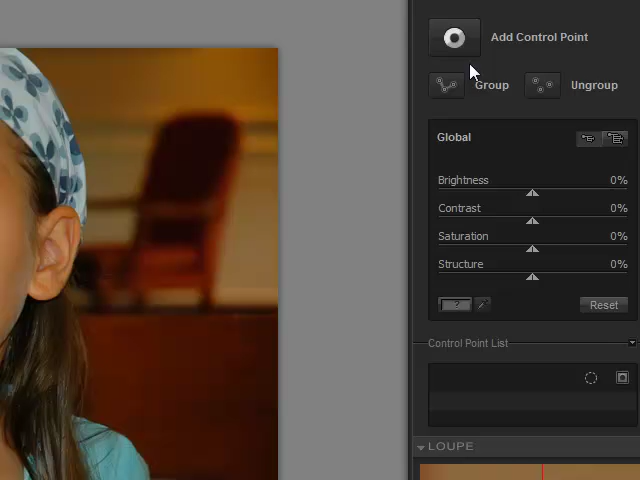 Add Control Point
Group Ungroup
Global
Brightness 0%
Contrast 0%
Saturation 0%
Structure 0%
? Reset
Control Point List
LOUPE